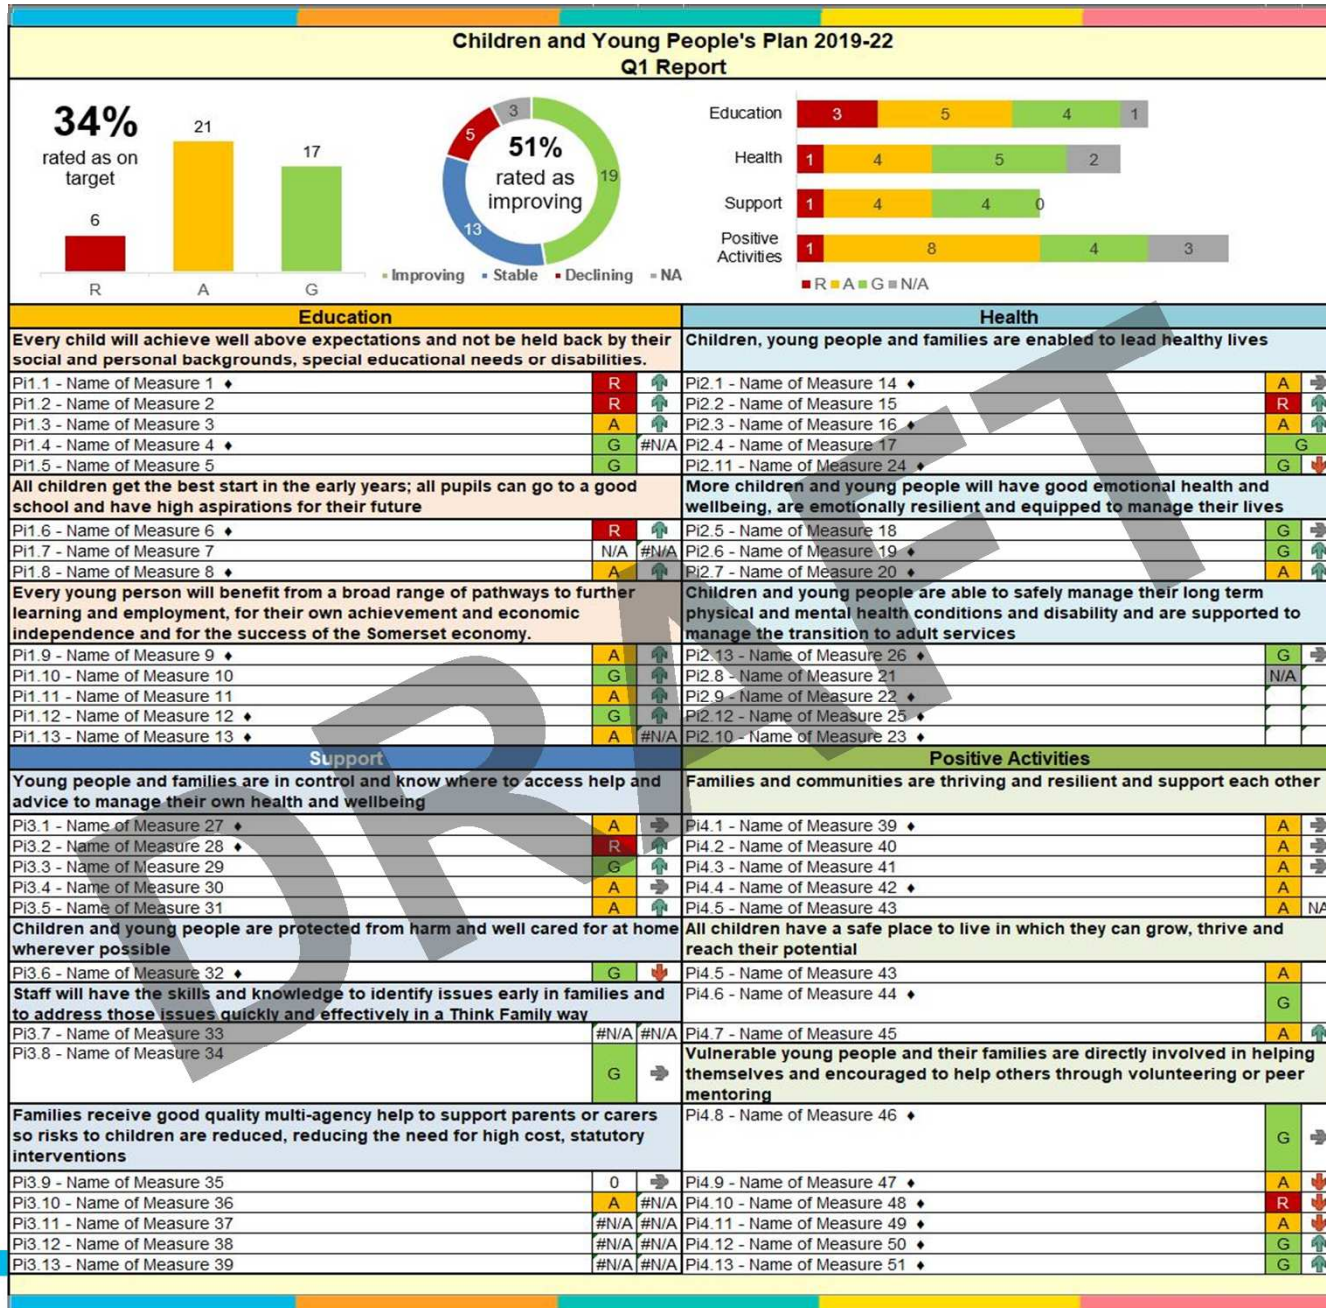 Children and Young People's Plan 2019-22
Q1 Report
34%
rated as on
target
6
21
17
R A G
3
5
19
13
51%
rated as
improving
Improving Stable Declining NA
Education 3 5 4 1
Health 1 4 5 2
Support 1 4 4 0
Positive
Activities 1 8 4 3
R A G N/A
Education
Every child will achieve well above expectations and not be held back by their
social and personal backgrounds, special educational needs or disabilities.
Pi1.1 - Name of Measure 1 ♦ R
Pi1.2 - Name of Measure 2 R
Pi1.3 - Name of Measure 3 A
Pi1.4 - Name of Measure 4 ♦ G #N/A
Pi1.5 - Name of Measure 5 G
All children get the best start in the early years; all pupils can go to a good
school and have high aspirations for their future
Pi1.6 - Name of Measure 6 ♦ R
Pi1.7 - Name of Measure 7 N/A #N/A
Pi1.8 - Name of Measure 8 ♦ A
Every young person will benefit from a broad range of pathways to further
learning and employment, for their own achievement and economic
independence and for the success of the Somerset economy.
Pi1.9 - Name of Measure 9 ♦ A
Pi1.10 - Name of Measure 10 G
Pi1.11 - Name of Measure 11 A
Pi1.12 - Name of Measure 12 ♦ G
Pi1.13 - Name of Measure 13 ♦ A #N/A
Health
Children, young people and families are enabled to lead healthy lives
Pi2.1 - Name of Measure 14 ♦ A
Pi2.2 - Name of Measure 15 R
Pi2.3 - Name of Measure 16 ♦ A
Pi2.4 - Name of Measure 17 G
Pi2.11 - Name of Measure 24 ♦ G
More children and young people will have good emotional health and
wellbeing, are emotionally resilient and equipped to manage their lives
Pi2.5 - Name of Measure 18 G
Pi2.6 - Name of Measure 19 ♦ G
Pi2.7 - Name of Measure 20 ♦ A
Children and young people are able to safely manage their long term
physical and mental health conditions and disability and are supported to
manage the transition to adult services
Pi2.13 - Name of Measure 26 ♦ G
Pi2.8 - Name of Measure 21 N/A
Pi2.9 - Name of Measure 22 ♦
Pi2.12 - Name of Measure 25 ♦
Pi2.10 - Name of Measure 23 ♦
Support
Young people and families are in control and know where to access help and
advice to manage their own health and wellbeing
Pi3.1 - Name of Measure 27 ♦ A
Pi3.2 - Name of Measure 28 ♦ R
Pi3.3 - Name of Measure 29 G
Pi3.4 - Name of Measure 30 A
Pi3.5 - Name of Measure 31 A
Children and young people are protected from harm and well cared for at home
wherever possible
Pi3.6 - Name of Measure 32 ♦ G
Staff will have the skills and knowledge to identify issues early in families and
to address those issues quickly and effectively in a Think Family way
Pi3.7 - Name of Measure 33 #N/A #N/A
Pi3.8 - Name of Measure 34 G
Families receive good quality multi-agency help to support parents or carers
so risks to children are reduced, reducing the need for high cost, statutory
interventions
Pi3.9 - Name of Measure 35 0
Pi3.10 - Name of Measure 36 A #N/A
Pi3.11 - Name of Measure 37 #N/A #N/A
Pi3.12 - Name of Measure 38 #N/A #N/A
Pi3.13 - Name of Measure 39 #N/A #N/A
Positive Activities
Families and communities are thriving and resilient and support each other
Pi4.1 - Name of Measure 39 ♦ A
Pi4.2 - Name of Measure 40 A
Pi4.3 - Name of Measure 41 A
Pi4.4 - Name of Measure 42 ♦ A
Pi4.5 - Name of Measure 43 A NA
All children have a safe place to live in which they can grow, thrive and
reach their potential
Pi4.5 - Name of Measure 43 A
Pi4.6 - Name of Measure 44 ♦ G
Pi4.7 - Name of Measure 45 A
Vulnerable young people and their families are directly involved in helping
themselves and encouraged to help others through volunteering or peer
mentoring
Pi4.8 - Name of Measure 46 ♦ G
Pi4.9 - Name of Measure 47 ♦ A
Pi4.10 - Name of Measure 48 ♦ R
Pi4.11 - Name of Measure 49 ♦ A
Pi4.12 - Name of Measure 50 ♦ G
Pi4.13 - Name of Measure 51 ♦ G
DRAFT